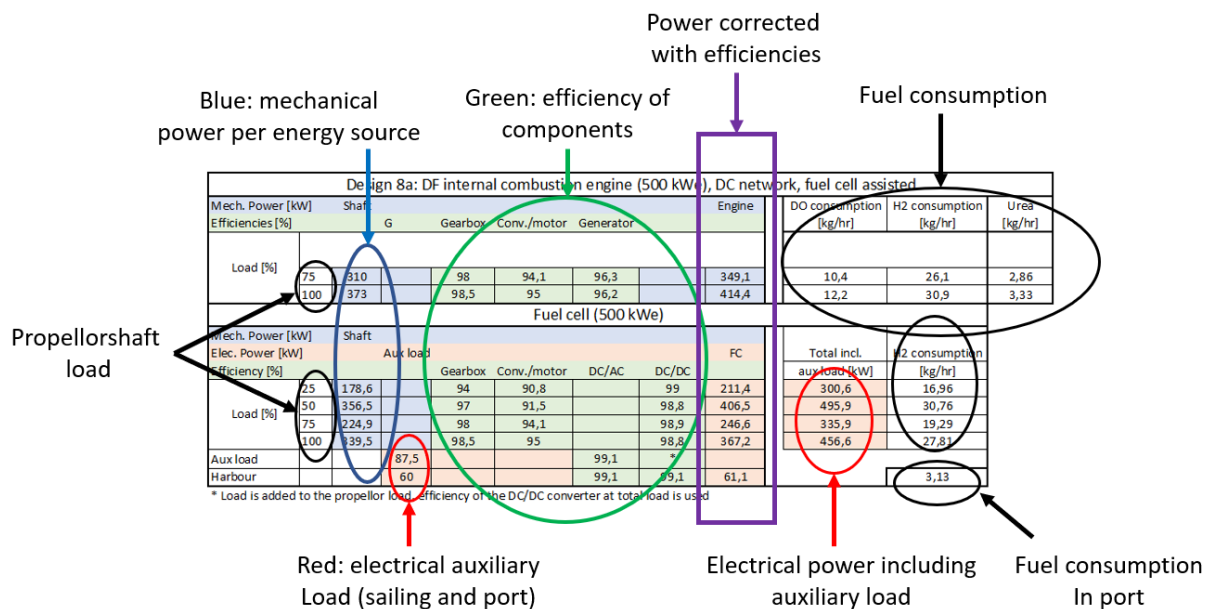 Power corrected
with efficiencies
Blue: mechanical
power per energy source
Green: efficiency of
components
Fuel consumption
Design 8a: DF internal combustion engine (500 kWe), DC network, fuel cell assisted
Mech. Power [kW] Shaft Engine DO consumption H2 consumption Urea
Efficiencies [%] G Gearbox Conv./motor Generator [kg/hr] [kg/hr] [kg/hr]
Load [%]
75 310 98 94,1 96,3 349,1 10,4 26,1 2,86
100 373 98,5 95 96,2 414,4 12,2 30,9 3,33
Fuel cell (500 kWe)
Propellorshaft
load
Mech. Power [kW] Shaft
Elec. Power [kW] Aux load FC Total incl. H2 consumption
Efficiency [%] Gearbox Conv./motor DC/AC DC/DC aux load [kW] [kg/hr]
Load [%]
25 178,6 94 90,8 99 211,4 300,6 16,96
50 356,5 97 91,5 98,8 406,5 495,9 30,76
75 224,9 98 94,1 98,9 246,6 335,9 19,29
100 339,5 98,5 95 98,8 367,2 456,6 27,81
Aux load 87,5 99,1 *
Harbour 60 99,1 99,1 61,1 3,13
* Load is added to the propellor load, efficiency of the DC/DC converter at total load is used
Red: electrical auxiliary
Load (sailing and port)
Electrical power including
auxiliary load
Fuel consumption
In port